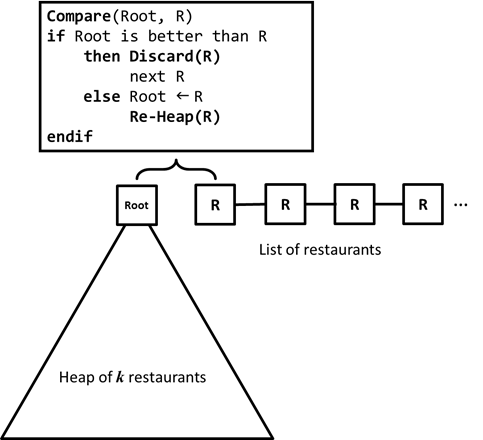 Compare(Root, R)
if Root is better than R
then Discard(R)
next R
else Root ← R
Re-Heap(R)
endif
Root R R R R ...
List of restaurants
Heap of k restaurants